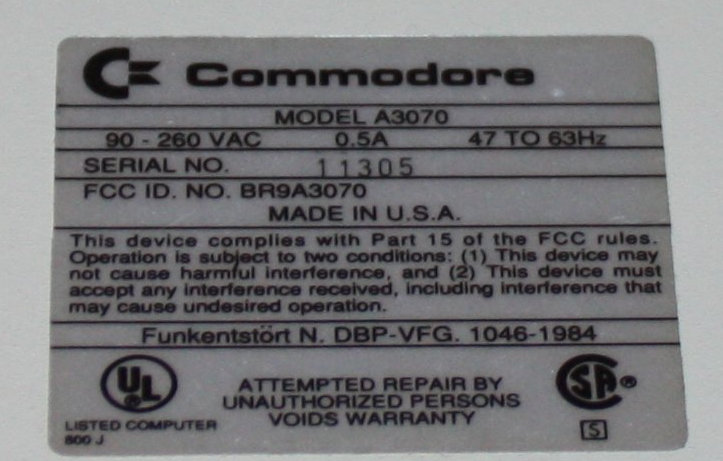 Commodore
MODEL A3070
90 - 260 VAC 0.5A 47 TO 63Hz
SERIAL NO. 11305
FCC ID. NO. BR9A3070
MADE IN U.S.A.
This device complies with Part 15 of the FCC rules.
Operation is subject to two conditions: (1) This device may
not cause harmful interference, and (2) This device must
accept any interference received, including interference that
may cause undesired operation.
Funkentstört N. DBP-VFG. 1046-1984
UL
®
LISTED COMPUTER
800 J
ATTEMPTED REPAIR BY
UNAUTHORIZED PERSONS
VOIDS WARRANTY
SA®
S